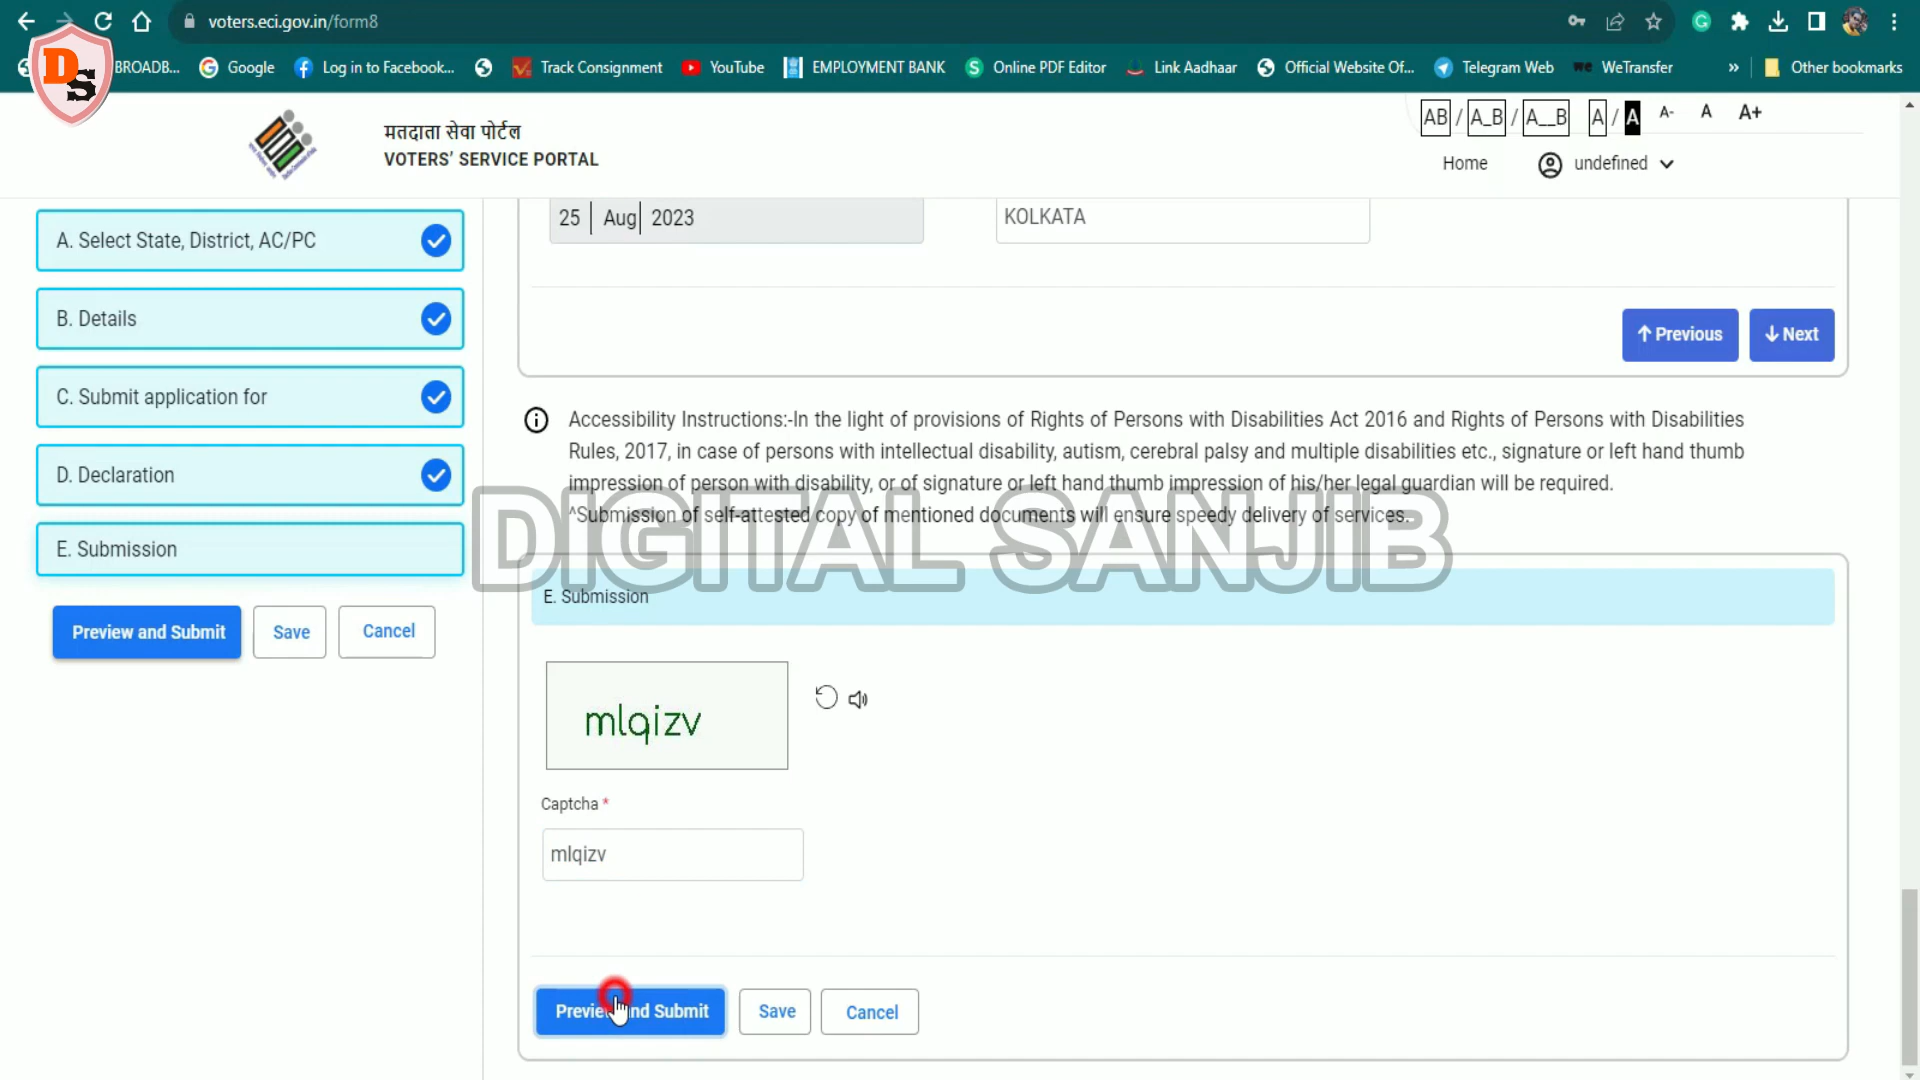 voters.eci.gov.in/form8
BROADB...
Google
Log in to Facebook...
Track Consignment
YouTube
EMPLOYMENT BANK
Online PDF Editor
Link Aadhaar
Official Website Of...
Telegram Web
WeTransfer
»
Other bookmarks
DS
मतदाता सेवा पोर्टल
VOTERS' SERVICE PORTAL
AB / A_B / A__B A / A A- A A+
Home
undefined
A. Select State, District, AC/PC
B. Details
C. Submit application for
D. Declaration
E. Submission
Preview and Submit
Save
Cancel
25 Aug 2023
KOLKATA
Previous
Next
Accessibility Instructions:-In the light of provisions of Rights of Persons with Disabilities Act 2016 and Rights of Persons with Disabilities
Rules, 2017, in case of persons with intellectual disability, autism, cerebral palsy and multiple disabilities etc., signature or left hand thumb
impression of person with disability, or of signature or left hand thumb impression of his/her legal guardian will be required.
^Submission of self-attested copy of mentioned documents will ensure speedy delivery of services.
DIGITAL SANJIB
E. Submission
mlqizv
Captcha *
mlqizv
Preview and Submit
Save
Cancel